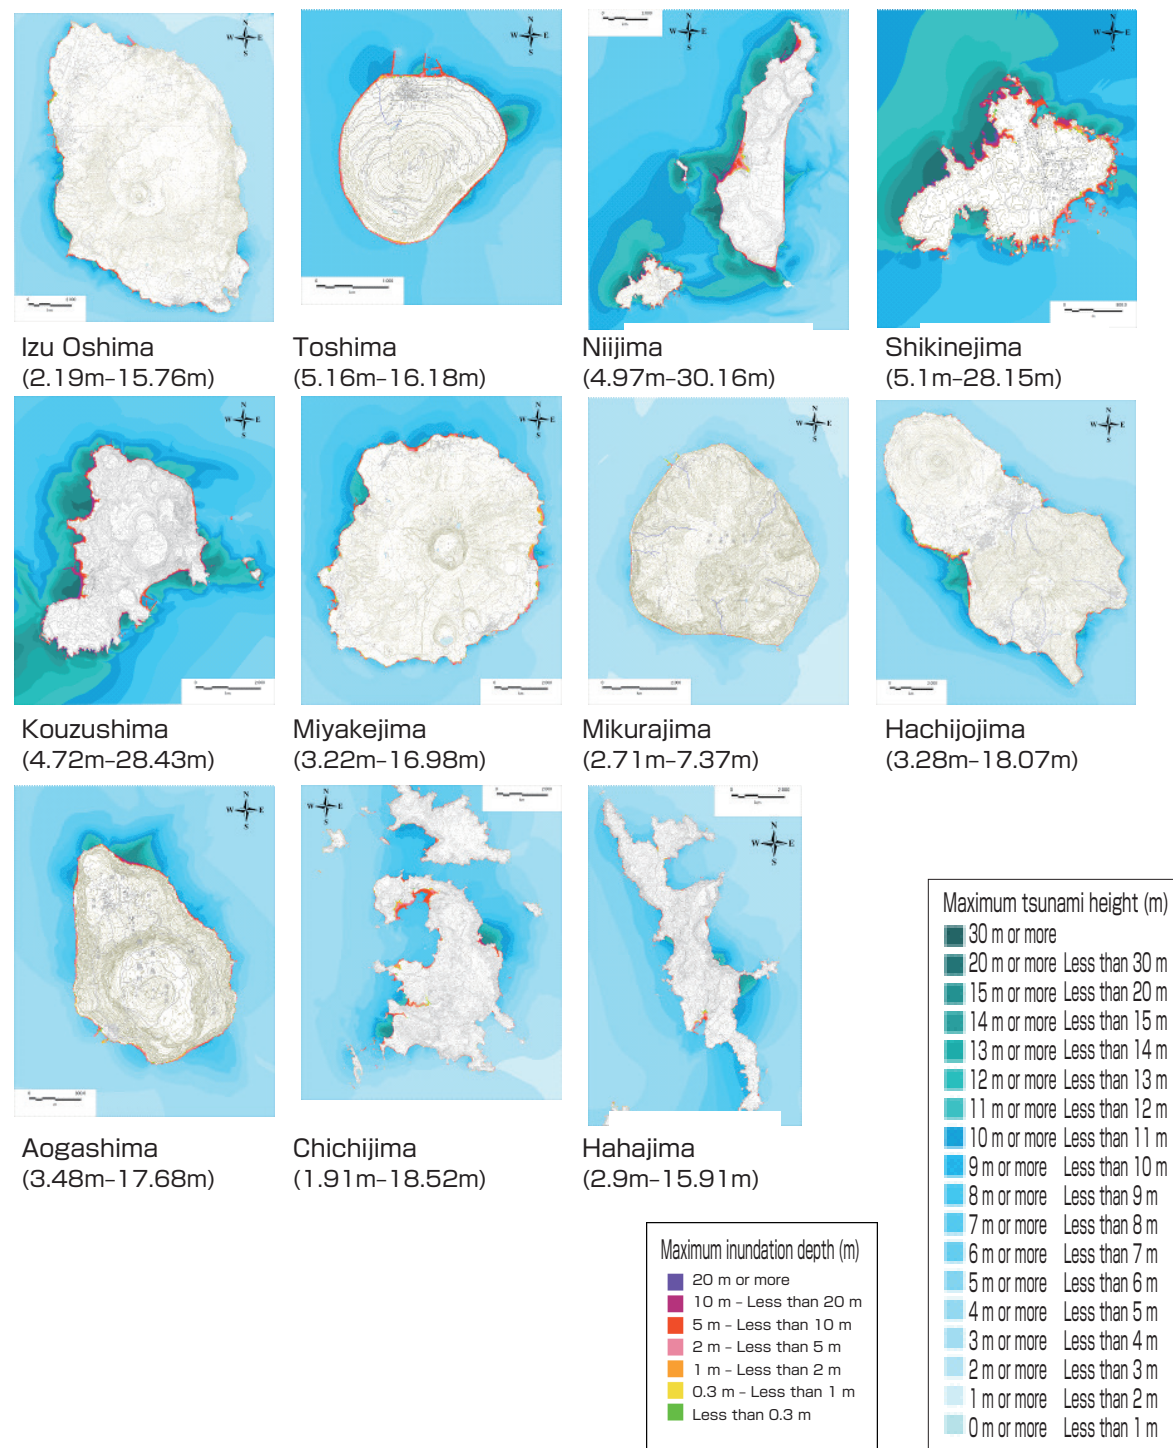 N
W E
S
N
W E
S
N
W E
S
N
W E
S
Izu Oshima
(2.19m–15.76m)
Toshima
(5.16m–16.18m)
Niijima
(4.97m–30.16m)
Shikinejima
(5.1m–28.15m)
N
W E
S
N
W E
S
N
W E
S
N
W E
S
Kouzushima
(4.72m–28.43m)
Miyakejima
(3.22m–16.98m)
Mikurajima
(2.71m–7.37m)
Hachijojima
(3.28m–18.07m)
N
W E
S
N
W E
S
N
W E
S
Aogashima
(3.48m–17.68m)
Chichijima
(1.91m–18.52m)
Hahajima
(2.9m–15.91m)
Maximum tsunami height (m)
30 m or more
20 m or more Less than 30 m
15 m or more Less than 20 m
14 m or more Less than 15 m
13 m or more Less than 14 m
12 m or more Less than 13 m
11 m or more Less than 12 m
10 m or more Less than 11 m
9 m or more Less than 10 m
8 m or more Less than 9 m
7 m or more Less than 8 m
6 m or more Less than 7 m
5 m or more Less than 6 m
4 m or more Less than 5 m
3 m or more Less than 4 m
2 m or more Less than 3 m
1 m or more Less than 2 m
0 m or more Less than 1 m
Maximum inundation depth (m)
20 m or more
10 m – Less than 20 m
5 m – Less than 10 m
2 m – Less than 5 m
1 m – Less than 2 m
0.3 m – Less than 1 m
Less than 0.3 m